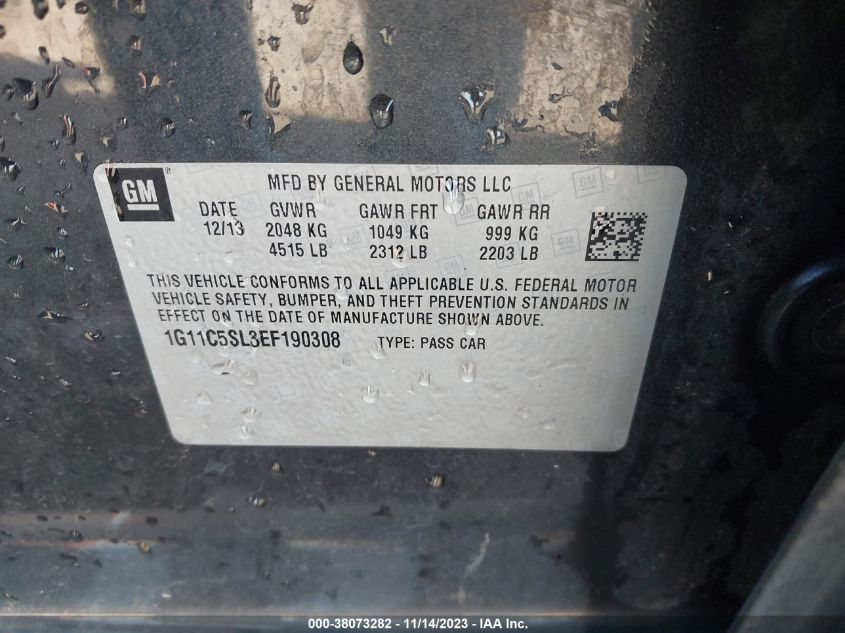 GM
MFD BY GENERAL MOTORS LLC
DATE GVWR GAWR FRT GAWR RR
12/13 2048 KG 1049 KG 999 KG
4515 LB 2312 LB 2203 LB
THIS VEHICLE CONFORMS TO ALL APPLICABLE U.S. FEDERAL MOTOR
VEHICLE SAFETY, BUMPER, AND THEFT PREVENTION STANDARDS IN
EFFECT ON THE DATE OF MANUFACTURE SHOWN ABOVE.
1G11C5SL3EF190308 TYPE: PASS CAR
000-38073282 - 11/14/2023 - IAA Inc.